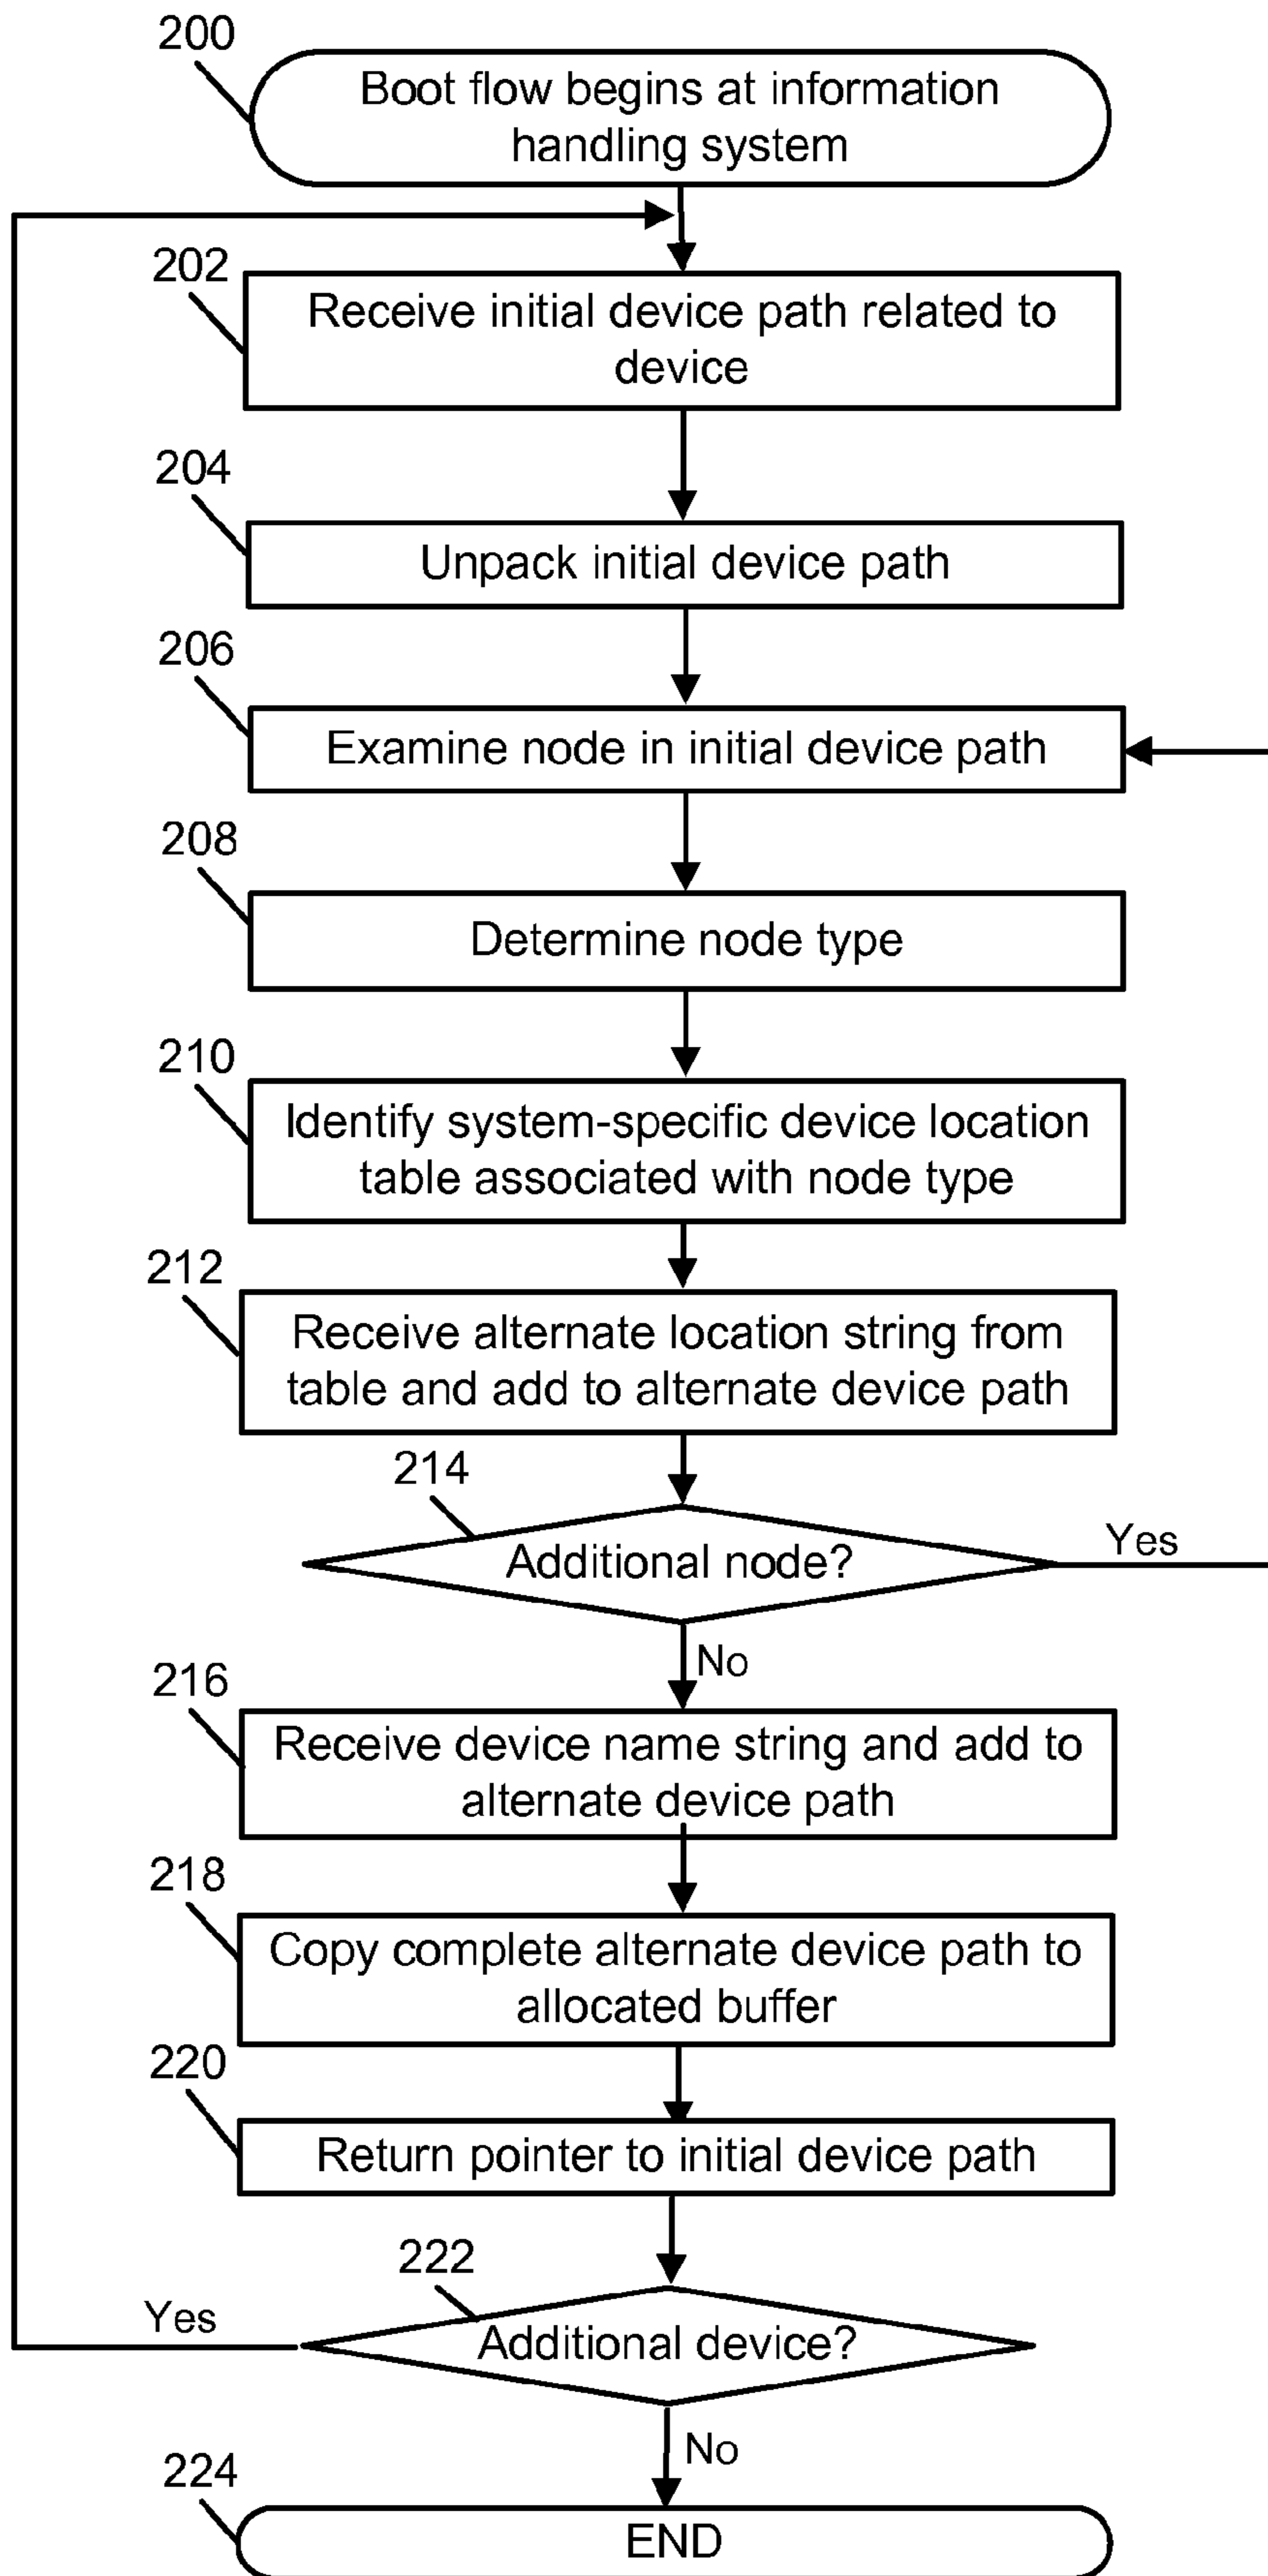 200
Boot flow begins at information
handling system
202
Receive initial device path related to
device
204
Unpack initial device path
206
Examine node in initial device path
208
Determine node type
210
Identify system-specific device location
table associated with node type
212
Receive alternate location string from
table and add to alternate device path
214
Additional node?
Yes
No
216
Receive device name string and add to
alternate device path
218
Copy complete alternate device path to
allocated buffer
220
Return pointer to initial device path
222
Yes
Additional device?
No
224
END